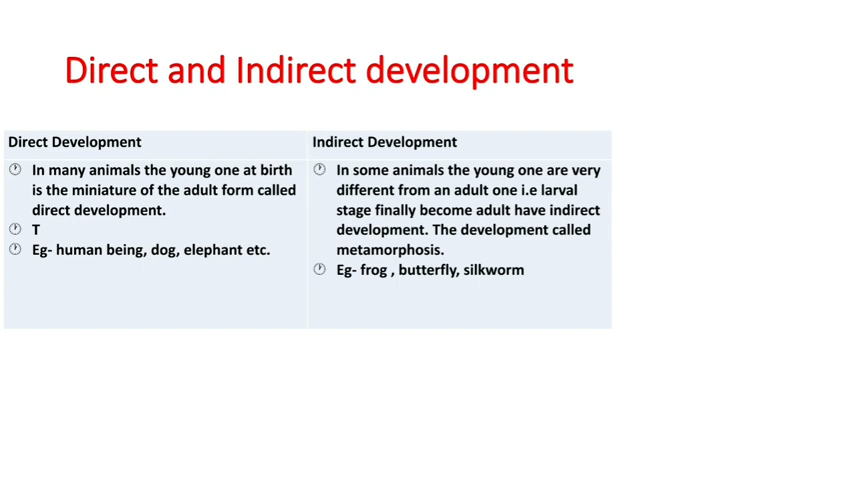 Direct and Indirect development
Direct Development
In many animals the young one at birth
is the miniature of the adult form called
direct development.
T
Eg- human being, dog, elephant etc.
Indirect Development
In some animals the young one are very
different from an adult one i.e larval
stage finally become adult have indirect
development. The development called
metamorphosis.
Eg- frog , butterfly, silkworm